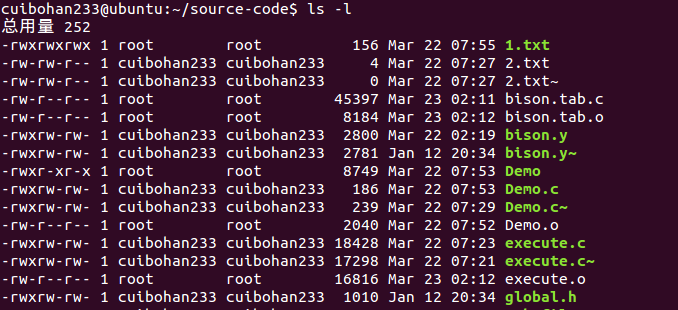 cuibohan233@ubuntu:~/source-code$ ls -l
总用量 252
-rwxrwxrwx 1 root root 156 Mar 22 07:55 1.txt
-rw-rw-r-- 1 cuibohan233 cuibohan233 4 Mar 22 07:27 2.txt
-rw-rw-r-- 1 cuibohan233 cuibohan233 0 Mar 22 07:27 2.txt~
-rw-r--r-- 1 root root 45397 Mar 23 02:11 bison.tab.c
-rw-r--r-- 1 root root 8184 Mar 23 02:12 bison.tab.o
-rwxrw-rw- 1 cuibohan233 cuibohan233 2800 Mar 22 02:19 bison.y
-rwxrw-rw- 1 cuibohan233 cuibohan233 2781 Jan 12 20:34 bison.y~
-rwxr-xr-x 1 root root 8749 Mar 22 07:53 Demo
-rwxrw-rw- 1 cuibohan233 cuibohan233 186 Mar 22 07:53 Demo.c
-rwxrw-rw- 1 cuibohan233 cuibohan233 239 Mar 22 07:29 Demo.c~
-rw-r--r-- 1 root root 2040 Mar 22 07:52 Demo.o
-rwxrw-rw- 1 cuibohan233 cuibohan233 18428 Mar 22 07:23 execute.c
-rwxrw-rw- 1 cuibohan233 cuibohan233 17298 Mar 22 07:21 execute.c~
-rw-r--r-- 1 root root 16816 Mar 23 02:12 execute.o
-rwxrw-rw- 1 cuibohan233 cuibohan233 1010 Jan 12 20:34 global.h